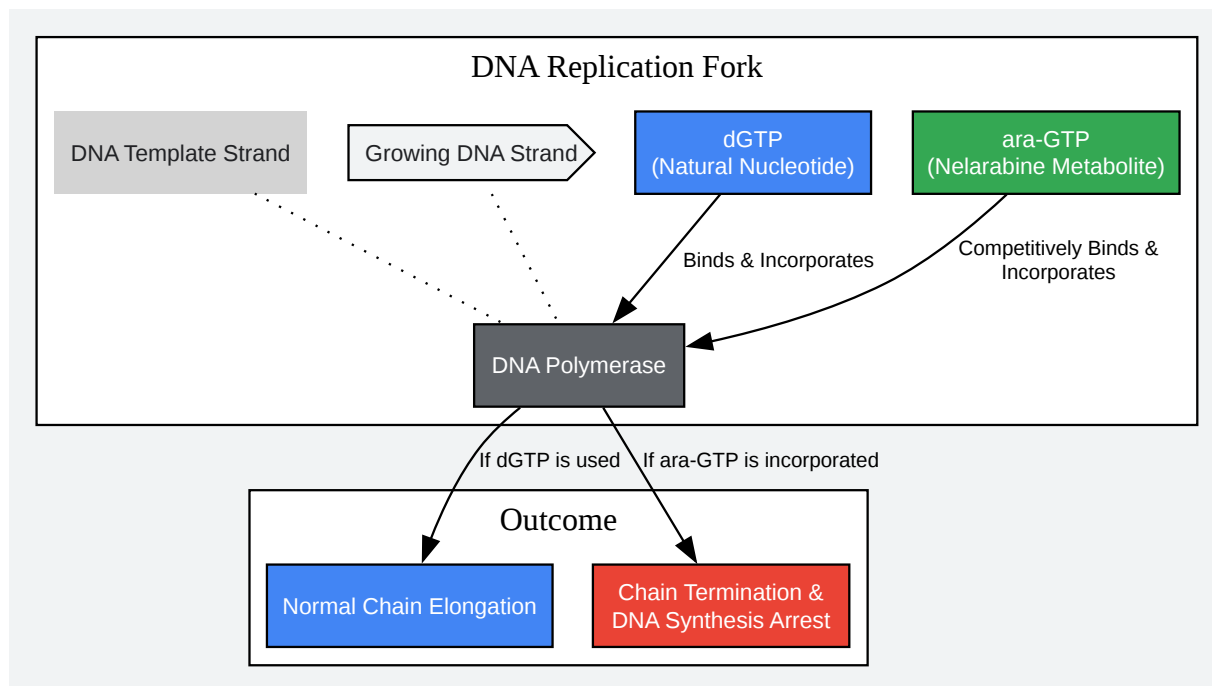 DNA Replication Fork
DNA Template Strand
Growing DNA Strand
dGTP
(Natural Nucleotide)
ara-GTP
(Nelarabine Metabolite)
Binds & Incorporates
Competitively Binds &
Incorporates
DNA Polymerase
If dGTP is used
If ara-GTP is incorporated
Outcome
Normal Chain Elongation
Chain Termination &
DNA Synthesis Arrest